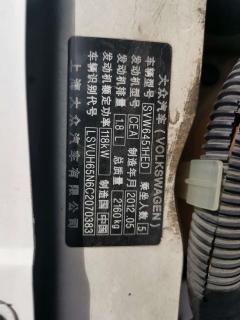 大众汽车(VOLKSWAGEN)
车辆型号 SVW6451HED 乘坐人数 5
发动机型号 CEA 制造年月 2012.05
发动机排量 1.8 L 总质量 2160 kg
发动机额定功率 118kW 制造国 中国
车辆识别代号 LSVUH65N6C2070383
上海大众汽车有限公司